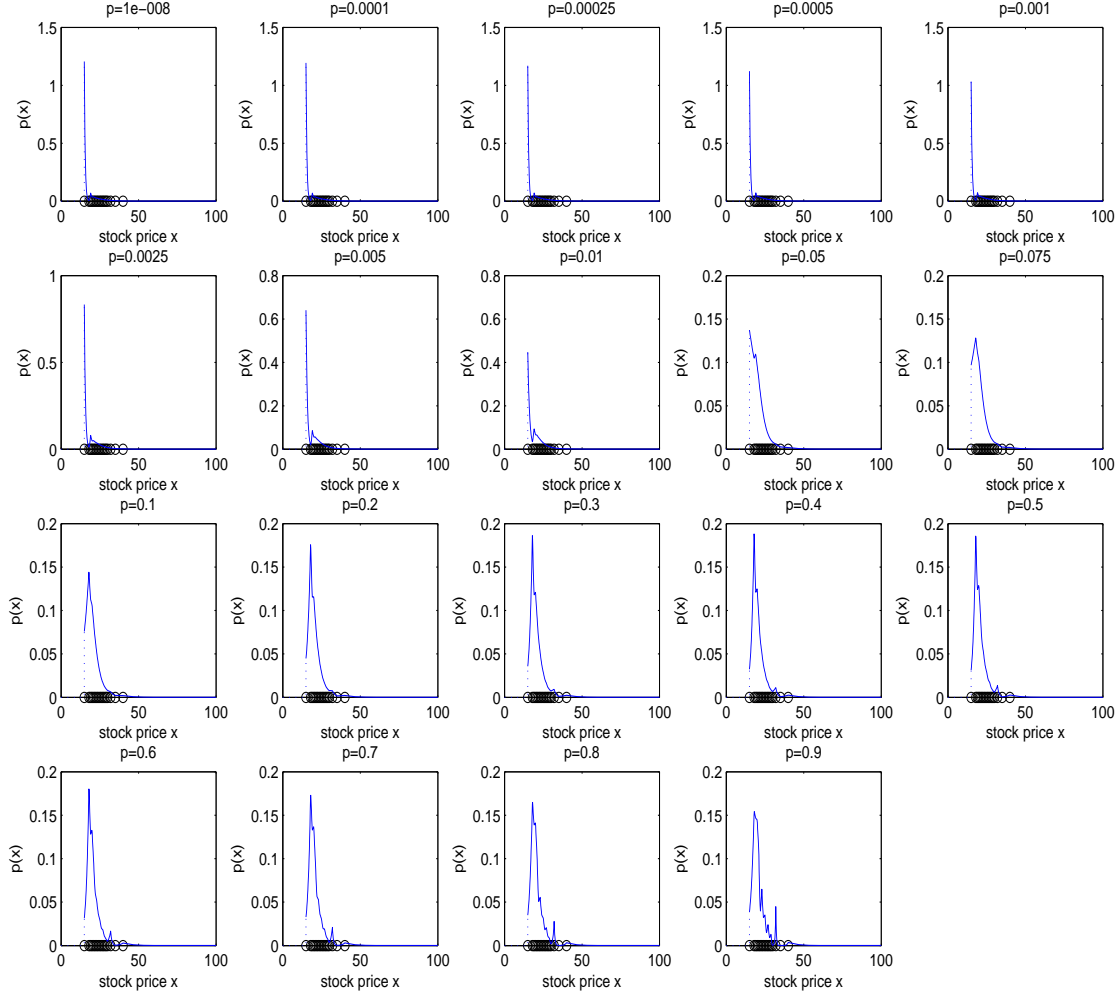 p=1e−008 p=0.0001 p=0.00025 p=0.0005 p=0.001
1.5 1.5 1.5 1.5 1.5
1 1 1 1 1
p(x) p(x) p(x) p(x) p(x)
0.5 0.5 0.5 0.5 0.5
0 0 0 0 0
0 50 100 0 50 100 0 50 100 0 50 100 0 50 100
stock price x stock price x stock price x stock price x stock price x
p=0.0025 p=0.005 p=0.01 p=0.05 p=0.075
1 0.8 0.8 0.2 0.2
0.6 0.6 0.15 0.15
p(x) p(x) p(x) p(x) p(x)
0.5 0.4 0.4 0.1 0.1
0.2 0.2 0.05 0.05
0 0 0 0 0
0 50 100 0 50 100 0 50 100 0 50 100 0 50 100
stock price x stock price x stock price x stock price x stock price x
p=0.1 p=0.2 p=0.3 p=0.4 p=0.5
0.2 0.2 0.2 0.2 0.2
0.15 0.15 0.15 0.15 0.15
p(x) p(x) p(x) p(x) p(x)
0.1 0.1 0.1 0.1 0.1
0.05 0.05 0.05 0.05 0.05
0 0 0 0 0
0 50 100 0 50 100 0 50 100 0 50 100 0 50 100
stock price x stock price x stock price x stock price x stock price x
p=0.6 p=0.7 p=0.8 p=0.9
0.2 0.2 0.2 0.2
0.15 0.15 0.15 0.15
p(x) p(x) p(x) p(x)
0.1 0.1 0.1 0.1
0.05 0.05 0.05 0.05
0 0 0 0
0 50 100 0 50 100 0 50 100 0 50 100
stock price x stock price x stock price x stock price x